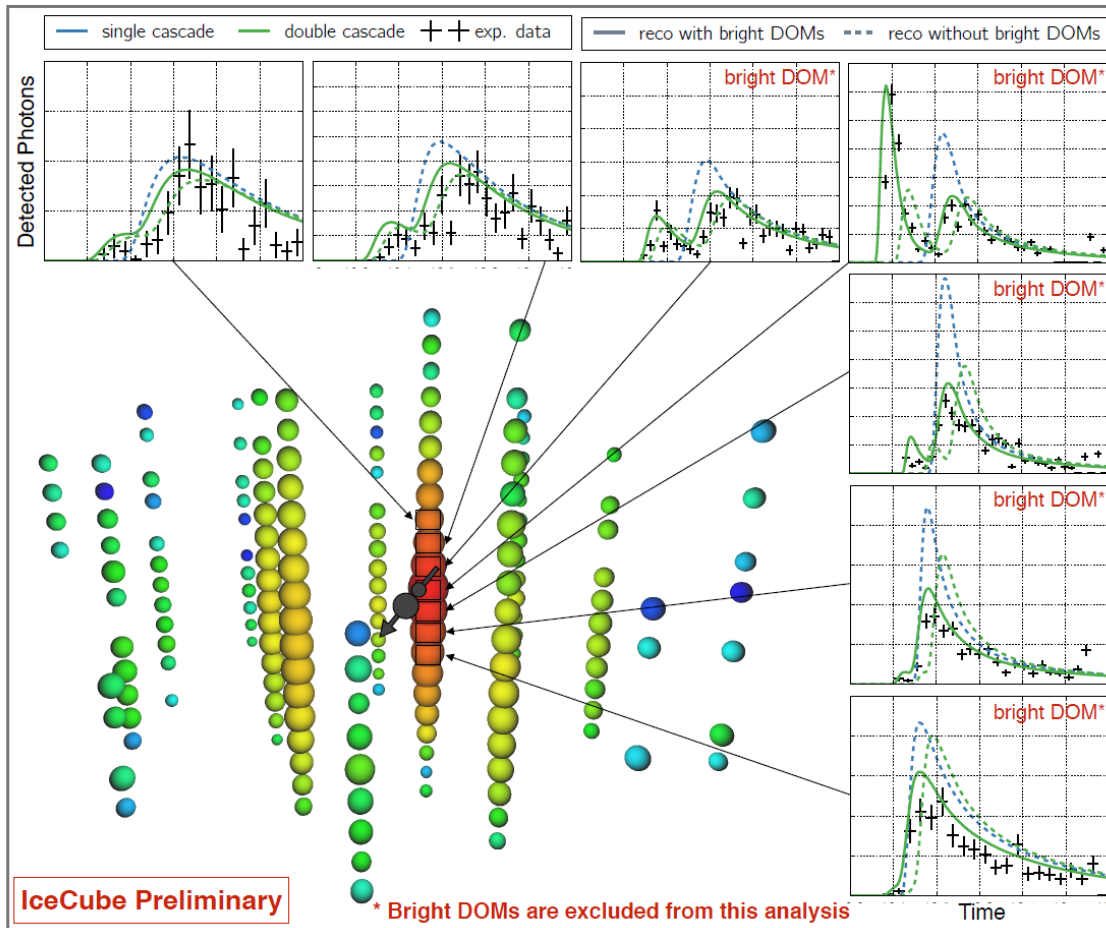 single cascade
double cascade
exp. data
reco with bright DOMs
reco without bright DOMs
Detected Photons
bright DOM*
bright DOM*
bright DOM*
bright DOM*
bright DOM*
IceCube Preliminary
* Bright DOMs are excluded from this analysis
Time